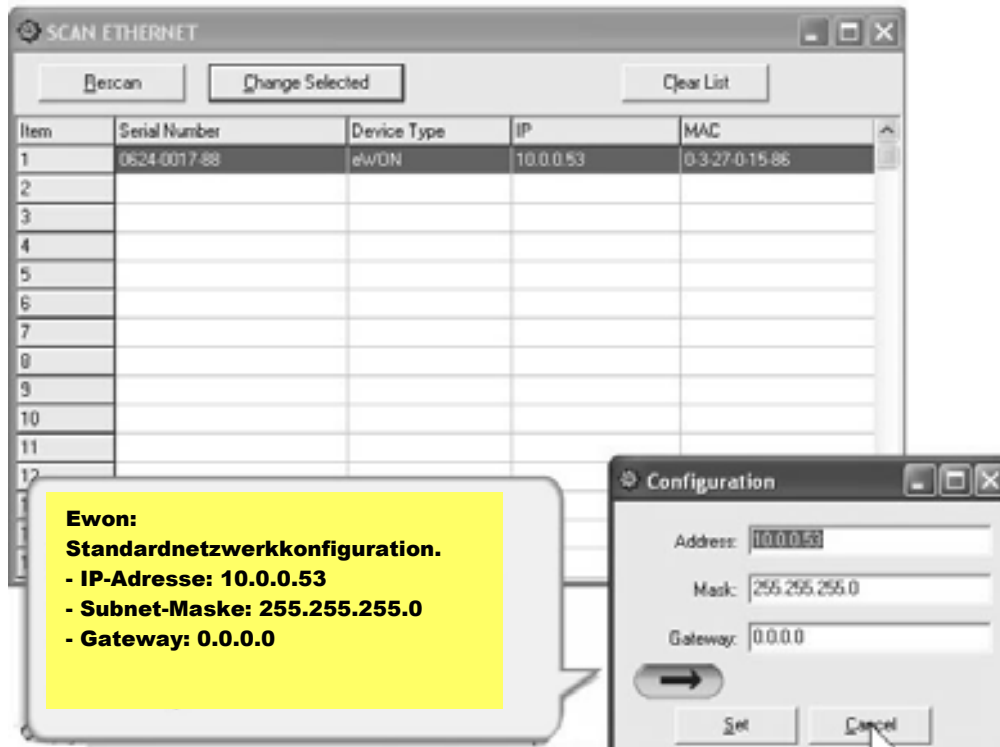 SCAN ETHERNET
Rescan Change Selected Clear List
Item Serial Number Device Type IP MAC
1 0624-0017-88 eWON 10.0.0.53 0-3-27-0-15-86
2
3
4
5
6
7
8
9
10
11
12
Ewon:
Standardnetzwerkkonfiguration.
- IP-Adresse: 10.0.0.53
- Subnet-Maske: 255.255.255.0
- Gateway: 0.0.0.0
Configuration
Address: 10.0.0.53
Mask: 255.255.255.0
Gateway: 0.0.0.0
Set Cancel